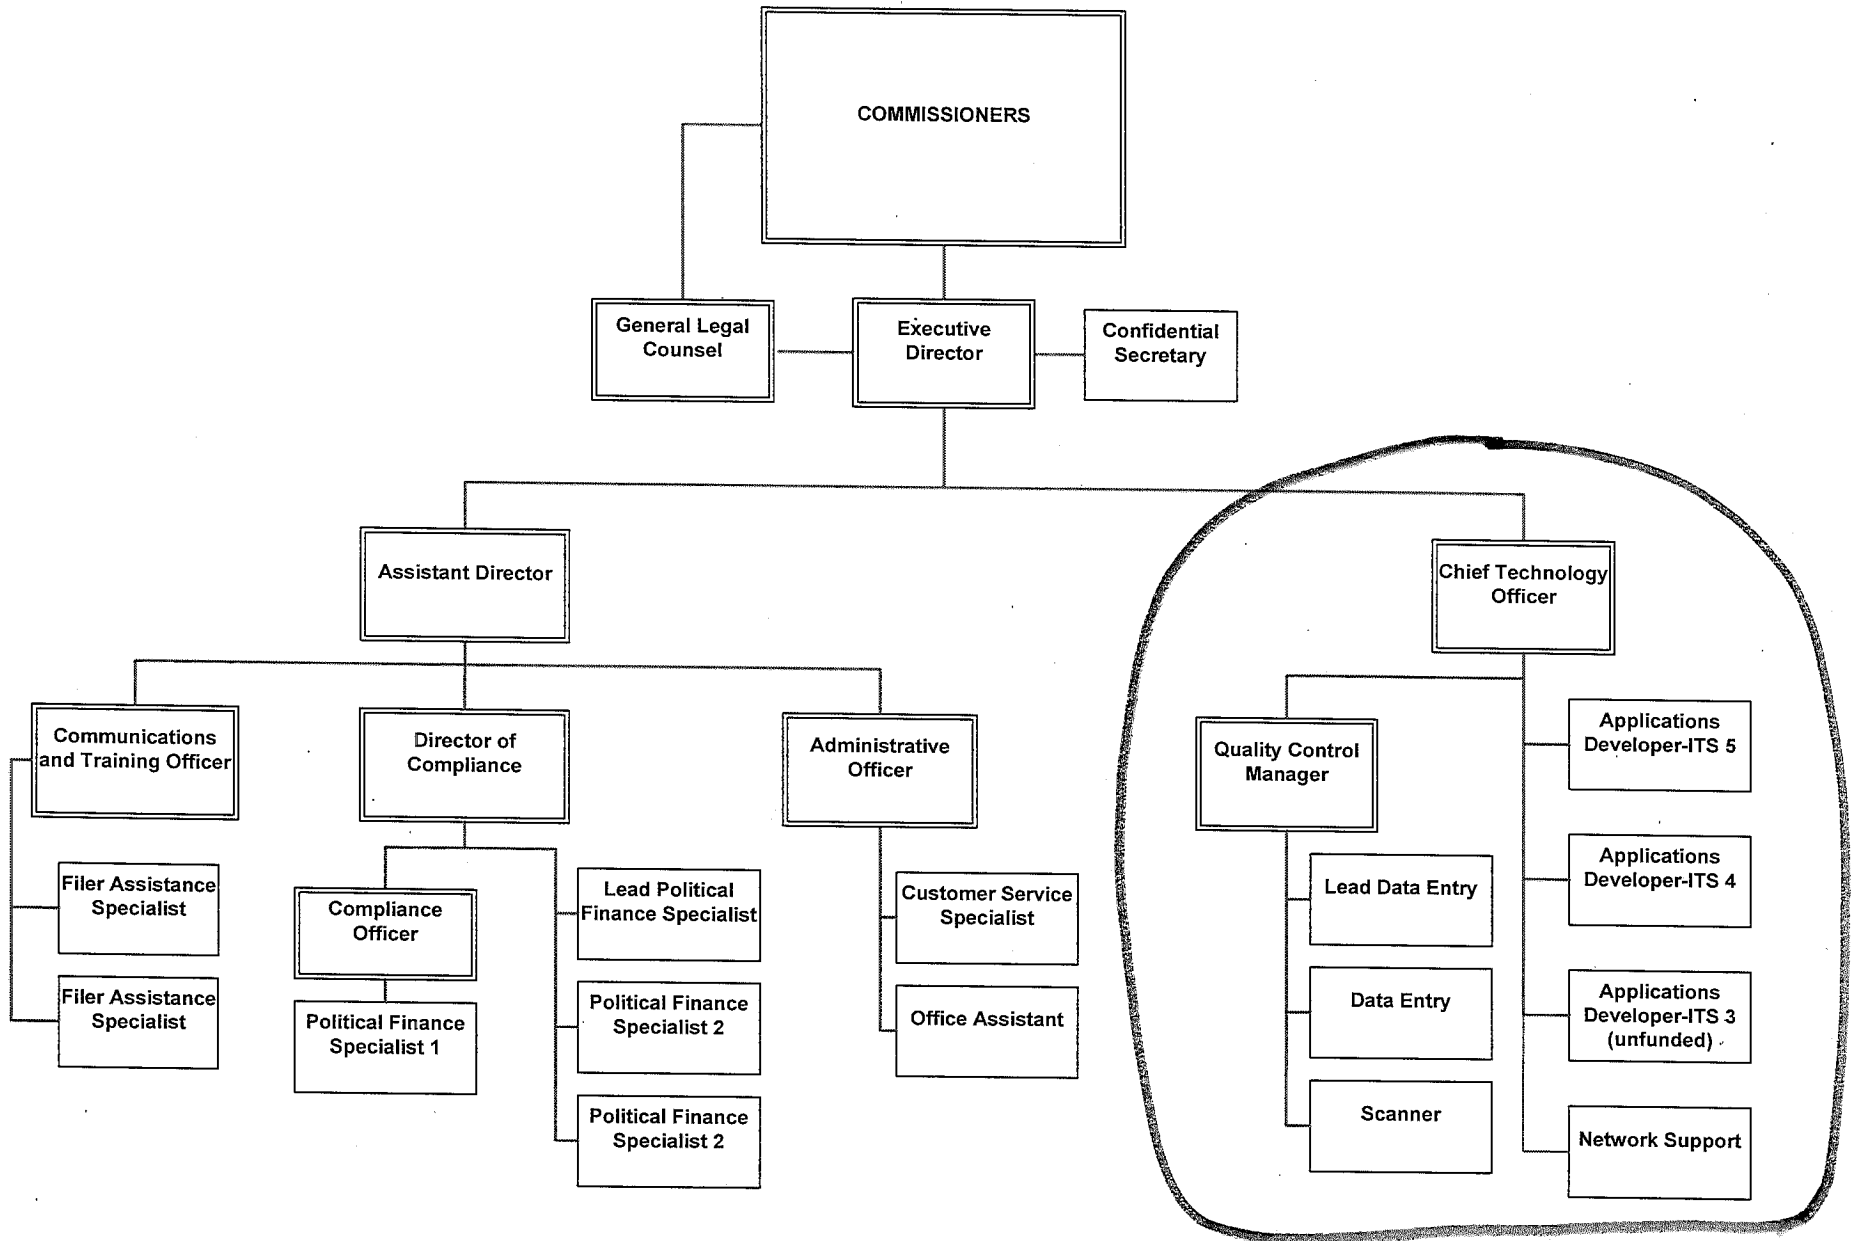 COMMISSIONERS
General Legal
Counsel
Executive
Director
Confidential
Secretary
Assistant Director
Chief Technology
Officer
Communications
and Training Officer
Director of
Compliance
Administrative
Officer
Quality Control
Manager
Applications
Developer-ITS 5
Filer Assistance
Specialist
Compliance
Officer
Lead Political
Finance Specialist
Customer Service
Specialist
Lead Data Entry
Applications
Developer-ITS 4
Filer Assistance
Specialist
Political Finance
Specialist 1
Political Finance
Specialist 2
Office Assistant
Data Entry
Applications
Developer-ITS 3
(unfunded)
Political Finance
Specialist 2
Scanner
Network Support